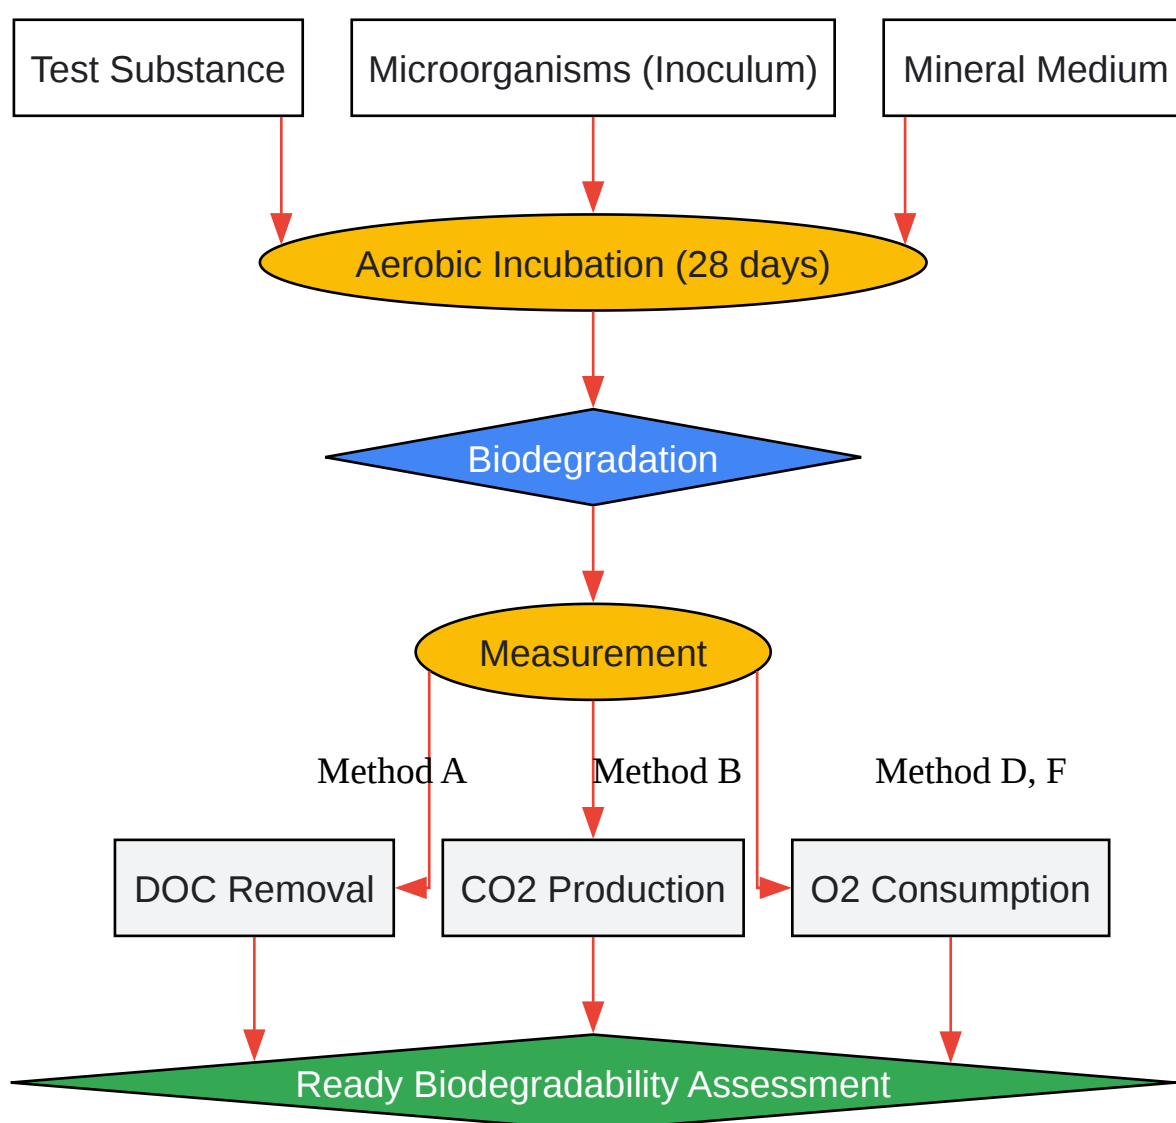 Test Substance
Microorganisms (Inoculum)
Mineral Medium
Aerobic Incubation (28 days)
Biodegradation
Measurement
Method A
Method B
Method D, F
DOC Removal
CO2 Production
O2 Consumption
Ready Biodegradability Assessment